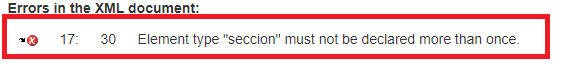 Errors in the XML document:
17: 30 Element type "seccion" must not be declared more than once.